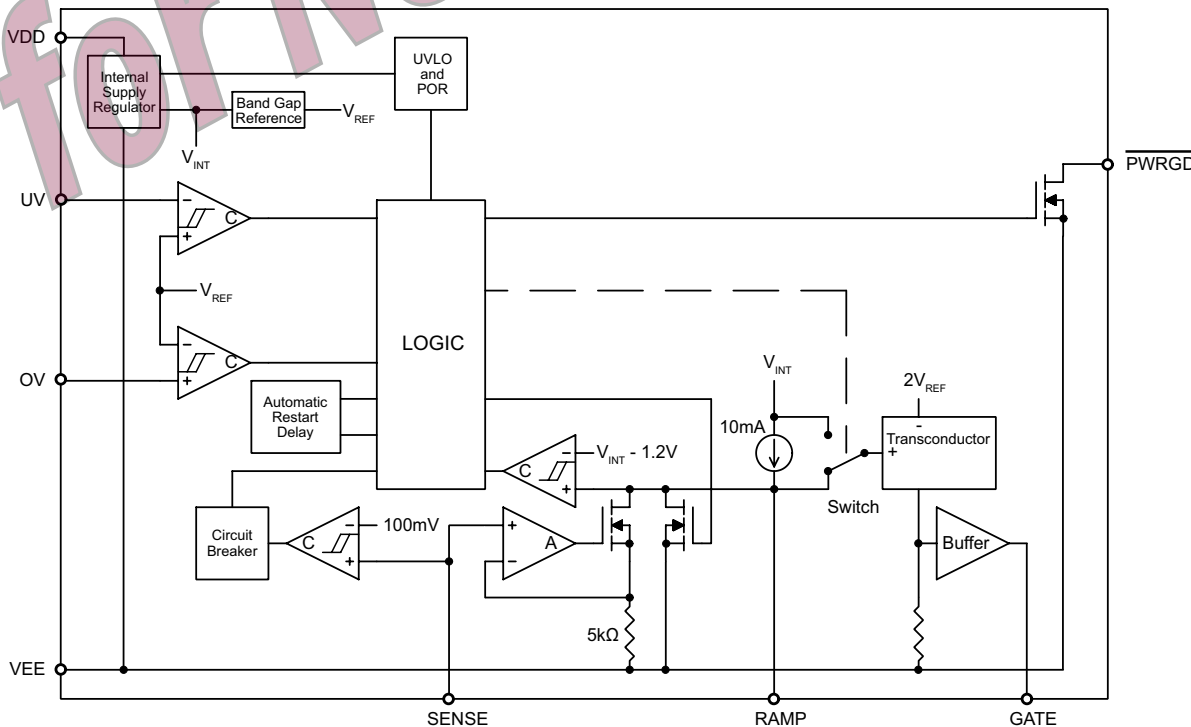 for N
VDD
Internal
Supply
Regulator
UVLO
and
POR
Band Gap
Reference
VREF
VINT
PWRGD
UV
-
C
+
VREF
LOGIC
-
C
+
OV
Automatic
Restart
Delay
VINT
2VREF
10mA
-
Transconductor
+
-
VINT - 1.2V
C
+
Switch
Circuit
Breaker
C
-
100mV
+
+
A
-
Buffer
5kΩ
VEE
SENSE
RAMP
GATE